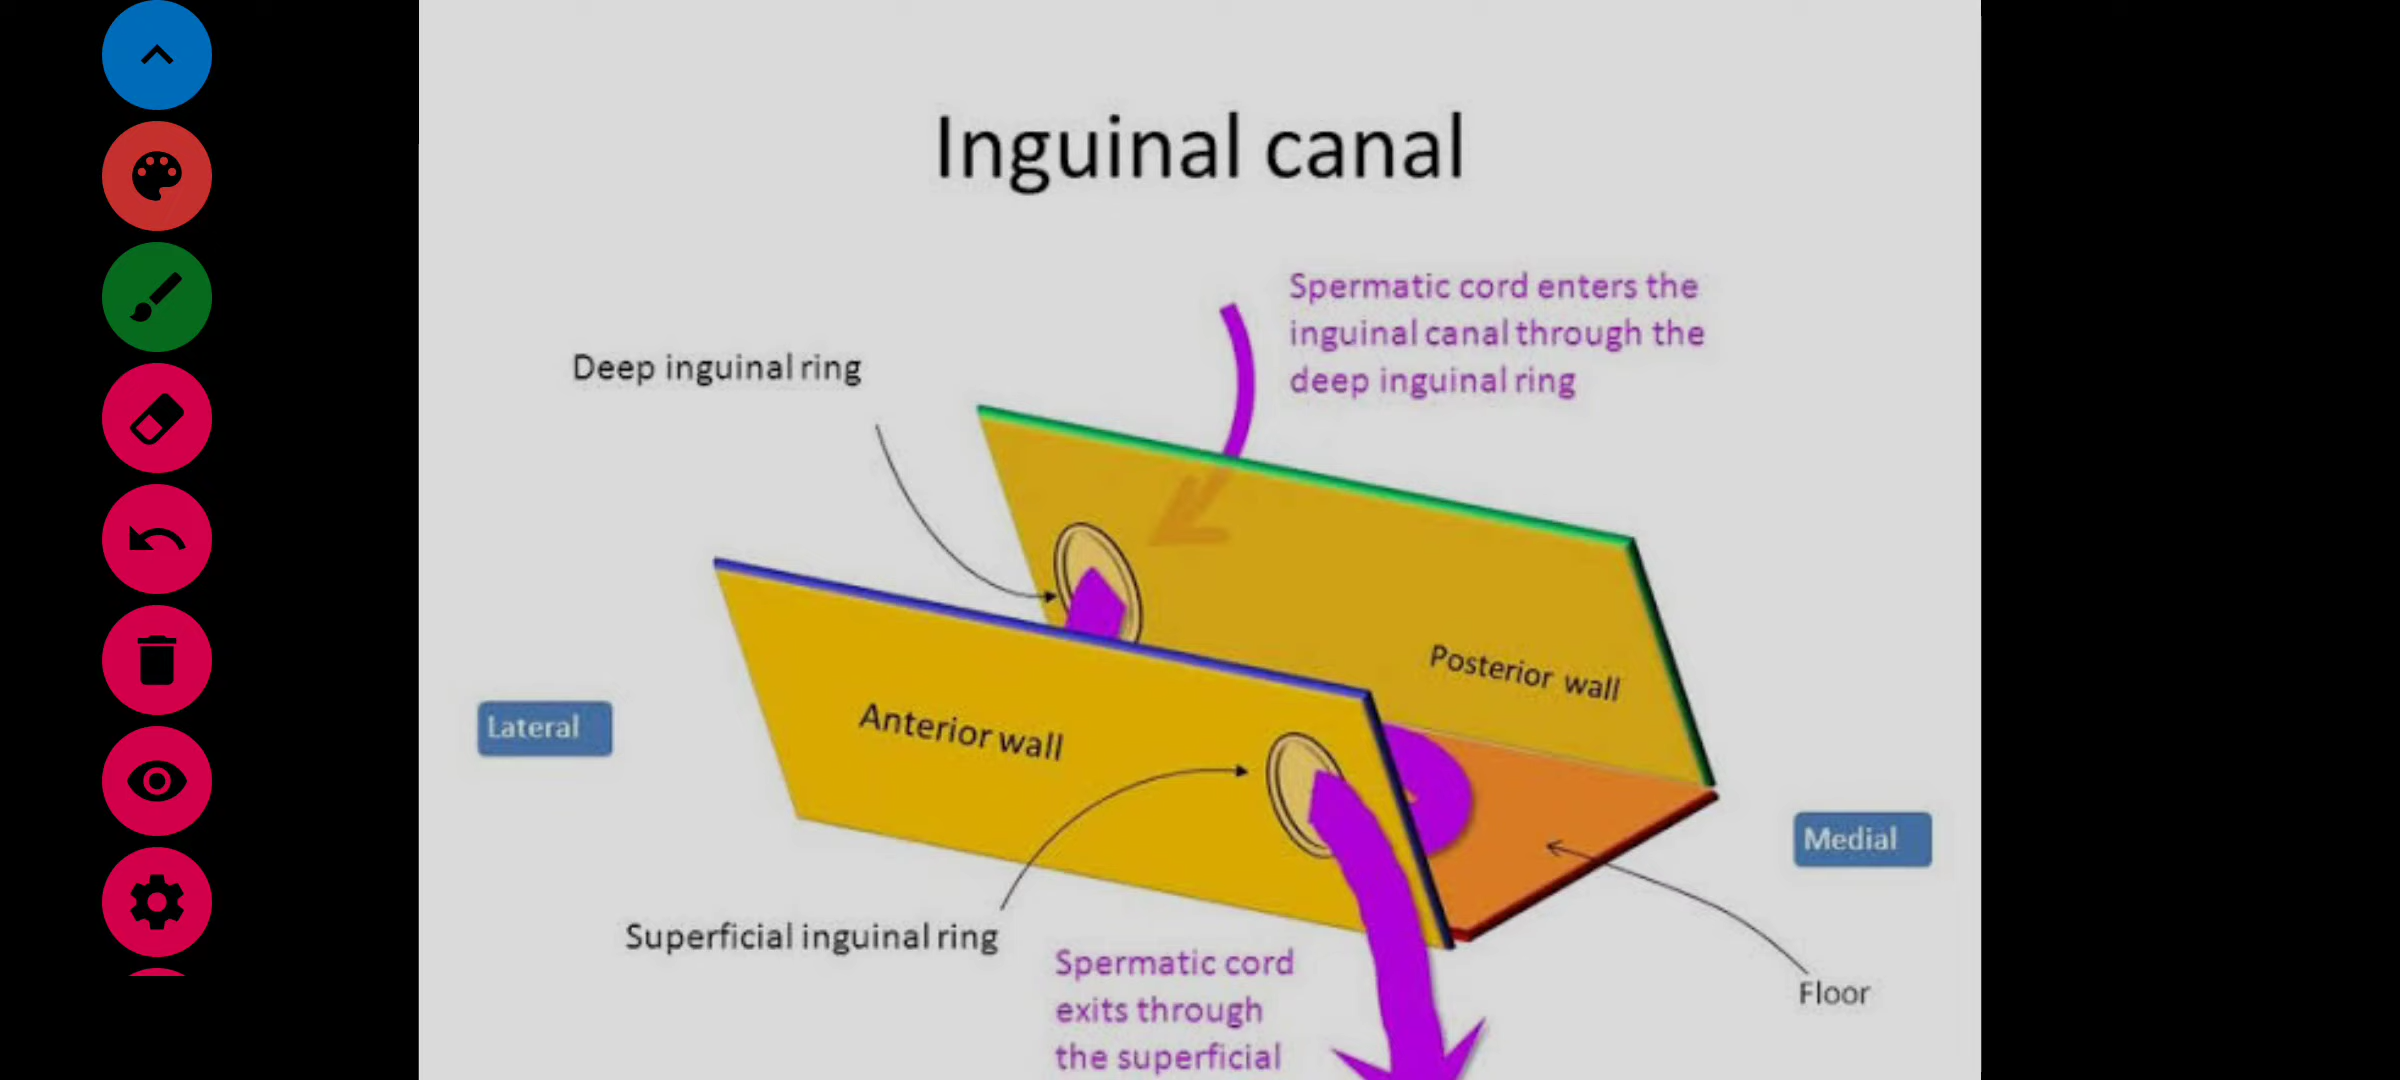 Inguinal canal
Spermatic cord enters the
inguinal canal through the
deep inguinal ring
Deep inguinal ring
Posterior wall
Anterior wall
Lateral
Medial
Superficial inguinal ring
Spermatic cord
exits through
the superficial
Floor